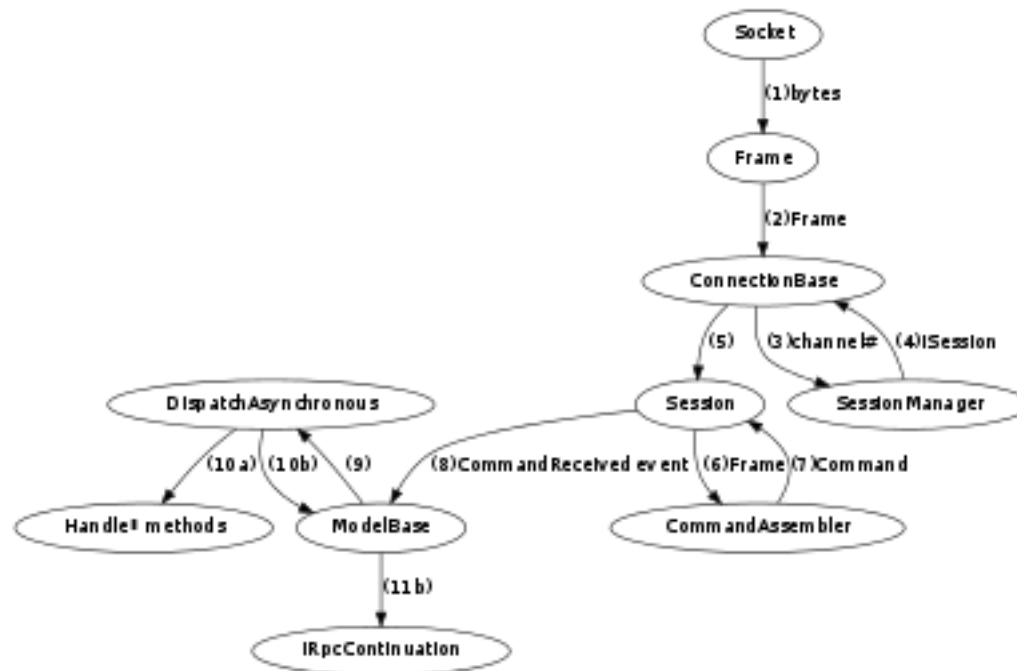 Socket
(1)bytes
Frame
(2)Frame
ConnectionBase
(5)
(3)channel#
(4)ISession
DispatchAsynchronous
Session
SessionManager
(10a)
(10b)
(9)
(8)CommandReceived event
(6)Frame
(7)Command
Handle* methods
ModelBase
CommandAssembler
(11b)
IRpcContinuation